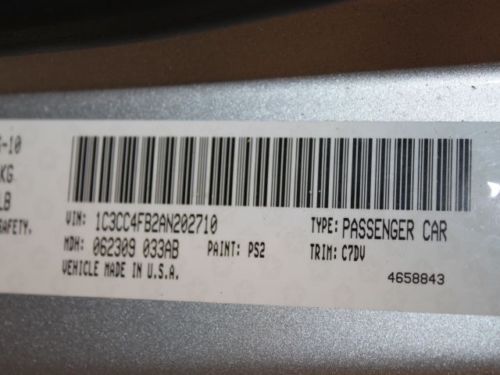 -10
KG
LB
SAFETY.
VIN: 1C3CC4FB2AN202710
TYPE: PASSENGER CAR
MDH: 062309 033AB
PAINT: PS2
TRIM: C7DV
VEHICLE MADE IN U.S.A.
4658843